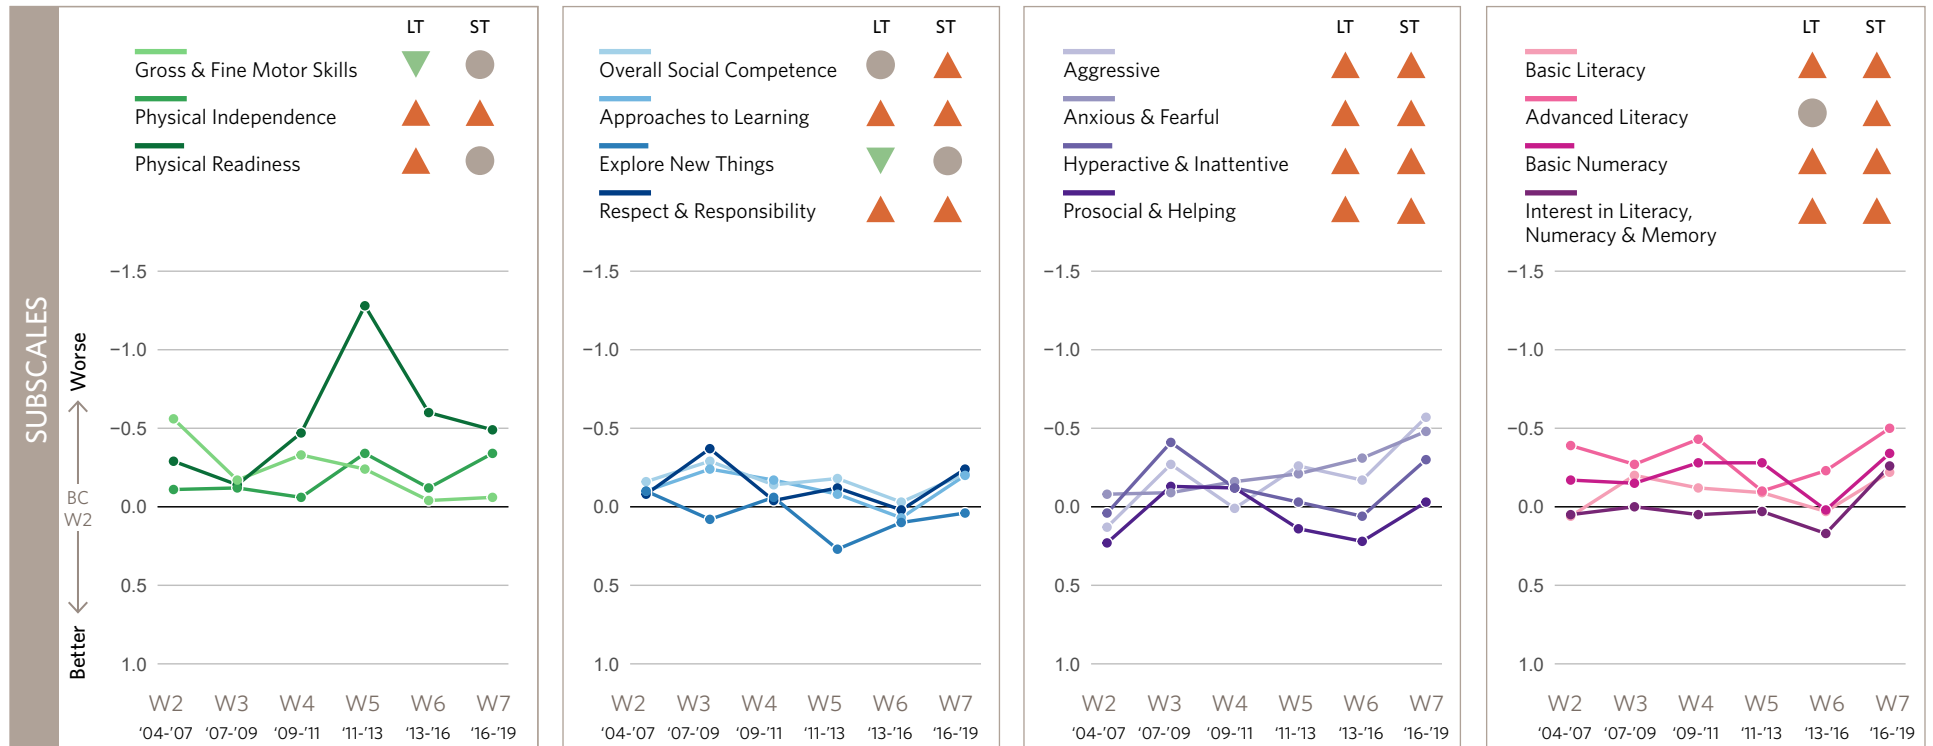 SUBSCALES
Worse
BC
W2
Better
LT ST
Gross & Fine Motor Skills
Physical Independence
Physical Readiness
−1.5
−1.0
−0.5
0.0
0.5
1.0
W2 W3 W4 W5 W6 W7
‘04-’07 ‘07-’09 ‘09-’11 ‘11-’13 ‘13-’16 ‘16-’19
LT ST
Overall Social Competence
Approaches to Learning
Explore New Things
Respect & Responsibility
−1.5
−1.0
−0.5
0.0
0.5
1.0
W2 W3 W4 W5 W6 W7
‘04-’07 ‘07-’09 ‘09-’11 ‘11-’13 ‘13-’16 ‘16-’19
LT ST
Aggressive
Anxious & Fearful
Hyperactive & Inattentive
Prosocial & Helping
−1.5
−1.0
−0.5
0.0
0.5
1.0
W2 W3 W4 W5 W6 W7
‘04-’07 ‘07-’09 ‘09-’11 ‘11-’13 ‘13-’16 ‘16-’19
LT ST
Basic Literacy
Advanced Literacy
Basic Numeracy
Interest in Literacy,
Numeracy & Memory
−1.5
−1.0
−0.5
0.0
0.5
1.0
W2 W3 W4 W5 W6 W7
‘04-’07 ‘07-’09 ‘09-’11 ‘11-’13 ‘13-’16 ‘16-’19